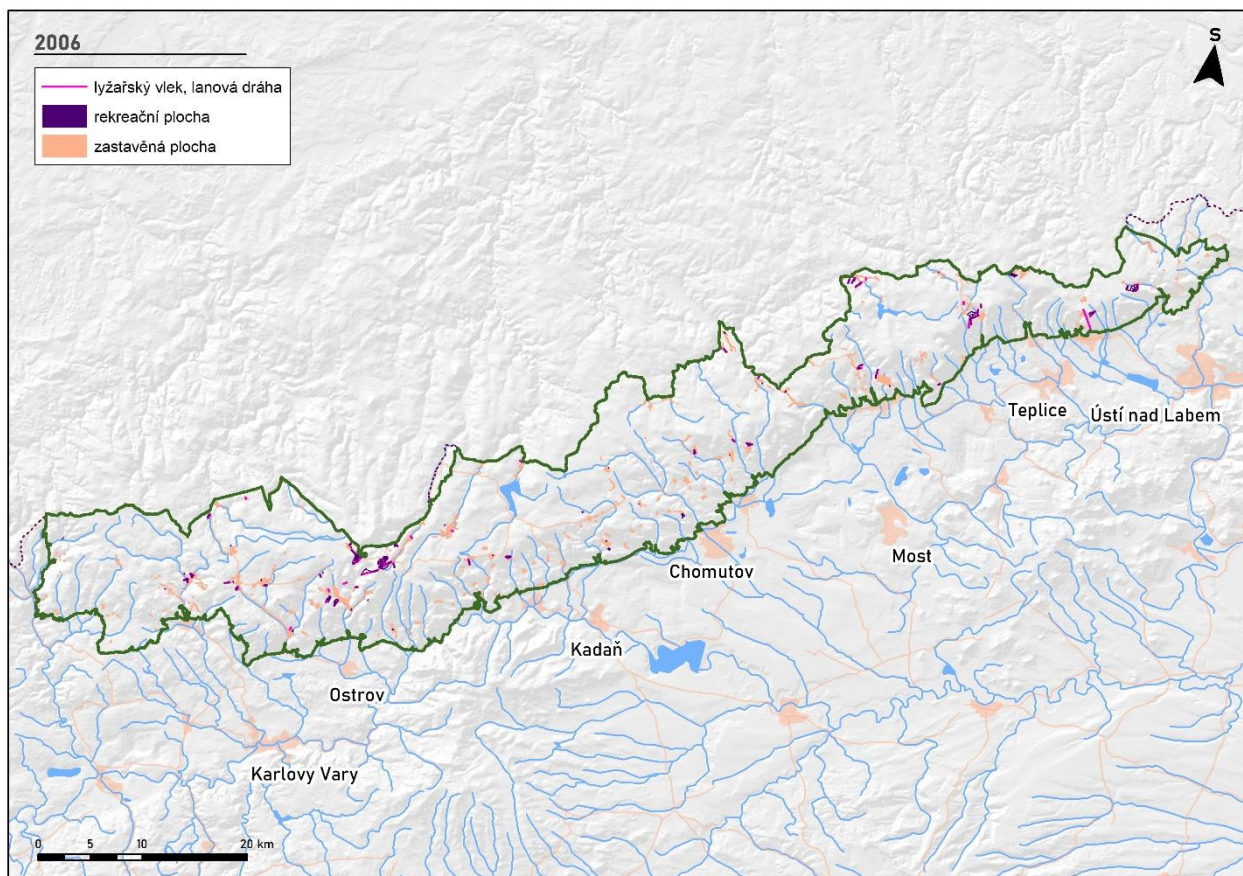 2006
lyžařský vlek, lanová dráha
rekreační plocha
zastavěná plocha
S
Teplice
Ústí nad Labem
Most
Chomutov
Kadaň
Ostrov
Karlovy Vary
0 5 10 20 km